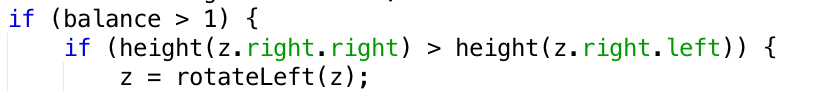 if (balance > 1) {
    if (height(z.right.right) > height(z.right.left)) {
        z = rotateLeft(z);